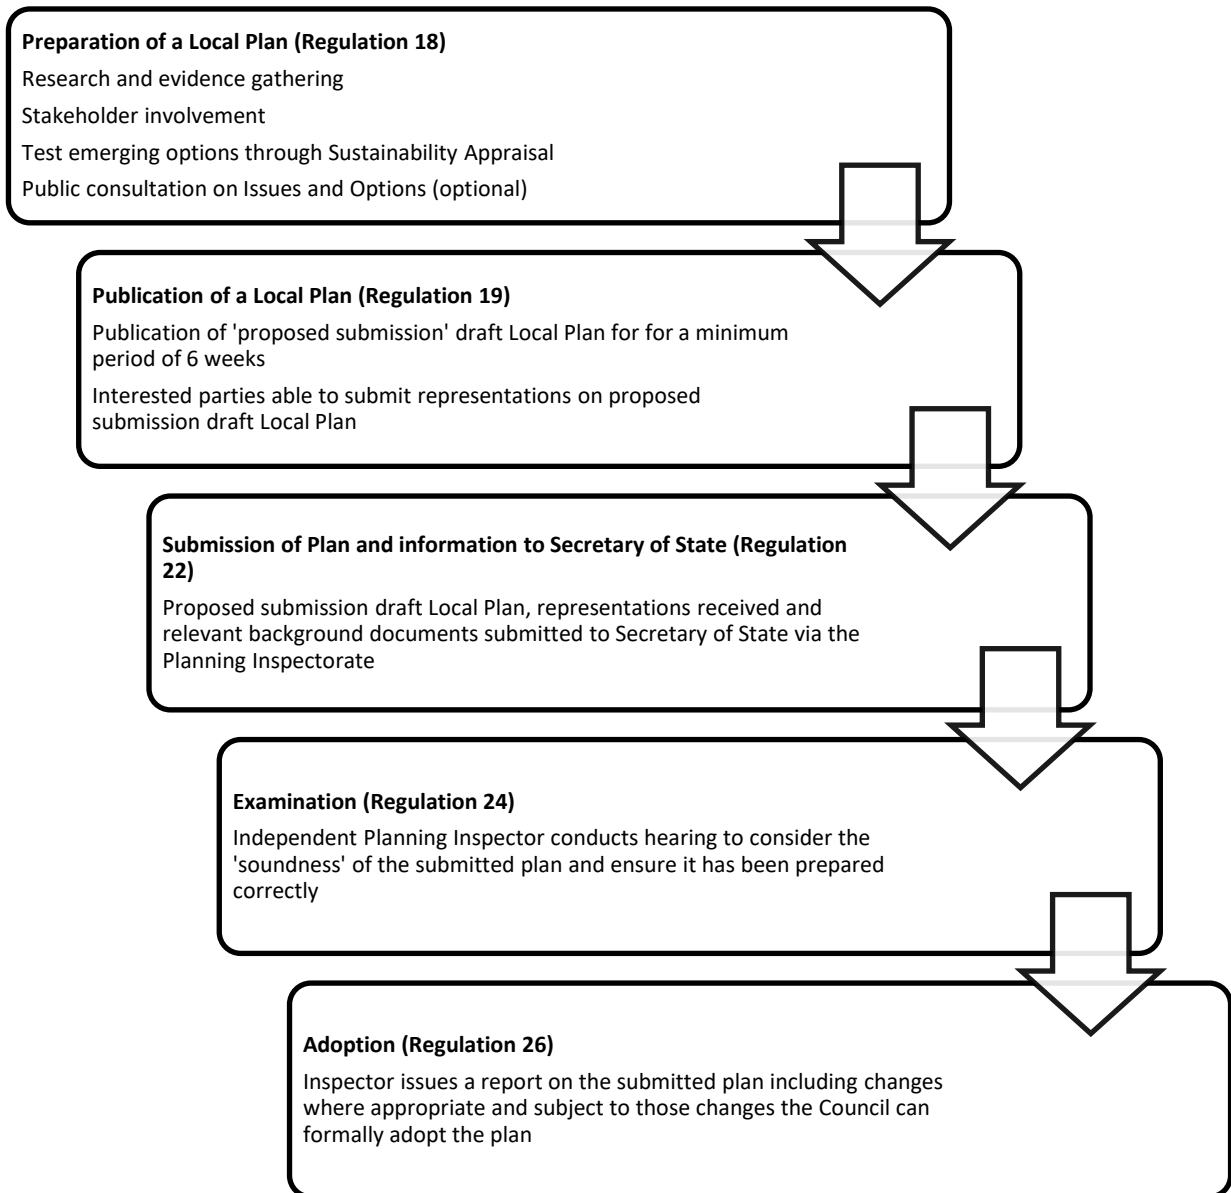 Preparation of a Local Plan (Regulation 18)
Research and evidence gathering
Stakeholder involvement
Test emerging options through Sustainability Appraisal
Public consultation on Issues and Options (optional)
Publication of a Local Plan (Regulation 19)
Publication of 'proposed submission' draft Local Plan for for a minimum
period of 6 weeks
Interested parties able to submit representations on proposed
submission draft Local Plan
Submission of Plan and information to Secretary of State (Regulation
22)
Proposed submission draft Local Plan, representations received and
relevant background documents submitted to Secretary of State via the
Planning Inspectorate
Examination (Regulation 24)
Independent Planning Inspector conducts hearing to consider the
'soundness' of the submitted plan and ensure it has been prepared
correctly
Adoption (Regulation 26)
Inspector issues a report on the submitted plan including changes
where appropriate and subject to those changes the Council can
formally adopt the plan